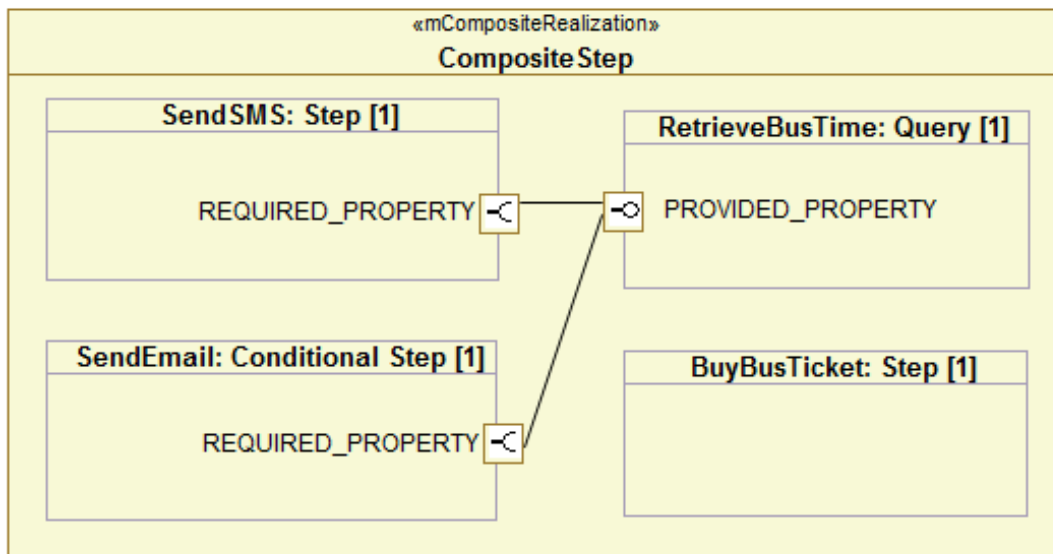 «mCompositeRealization»
CompositeStep
SendSMS: Step [1]
RetrieveBusTime: Query [1]
REQUIRED_PROPERTY
PROVIDED_PROPERTY
SendEmail: Conditional Step [1]
BuyBusTicket: Step [1]
REQUIRED_PROPERTY